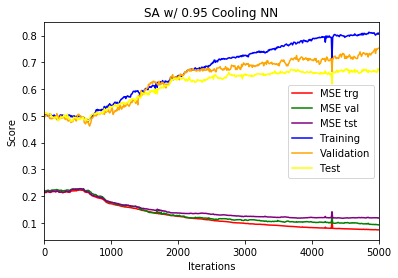 SA w/ 0.95 Cooling NN
Score
0.8
0.7
0.6
0.5
0.4
0.3
0.2
0.1
MSE trg
MSE val
MSE tst
Training
Validation
Test
0 1000 2000 3000 4000 5000
Iterations